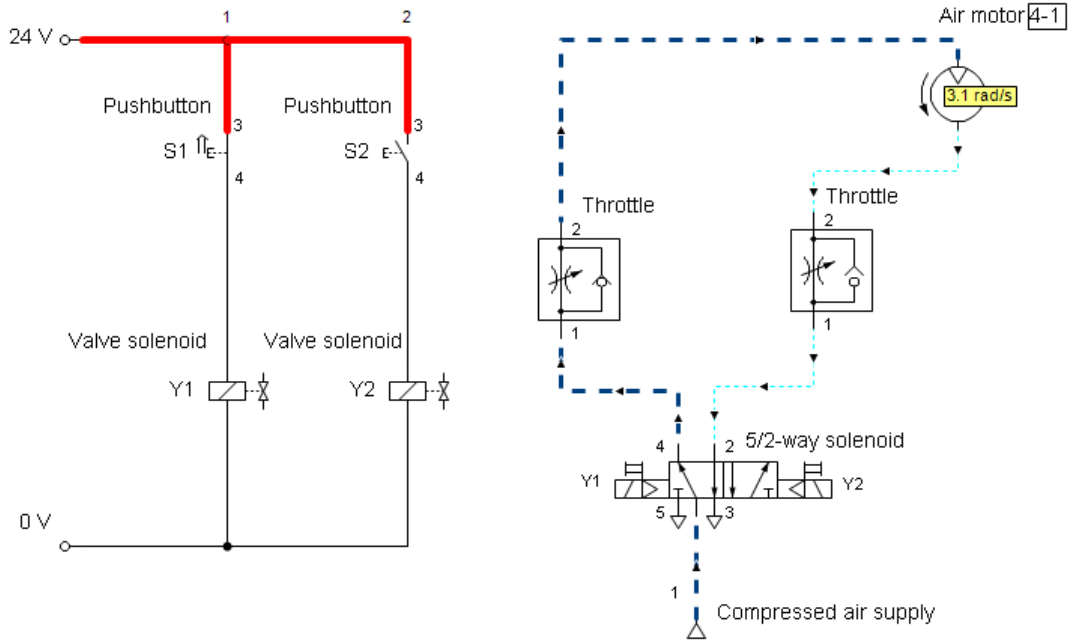 1
2
Air motor 4-1
24 V
3.1 rad/s
Pushbutton
Pushbutton
3
3
S1 E
S2 E
4
4
Throttle
Throttle
2
2
1
1
Valve solenoid
Valve solenoid
Y1
Y2
4
2
5/2-way solenoid
Y1
Y2
5
3
0 V
1
Compressed air supply